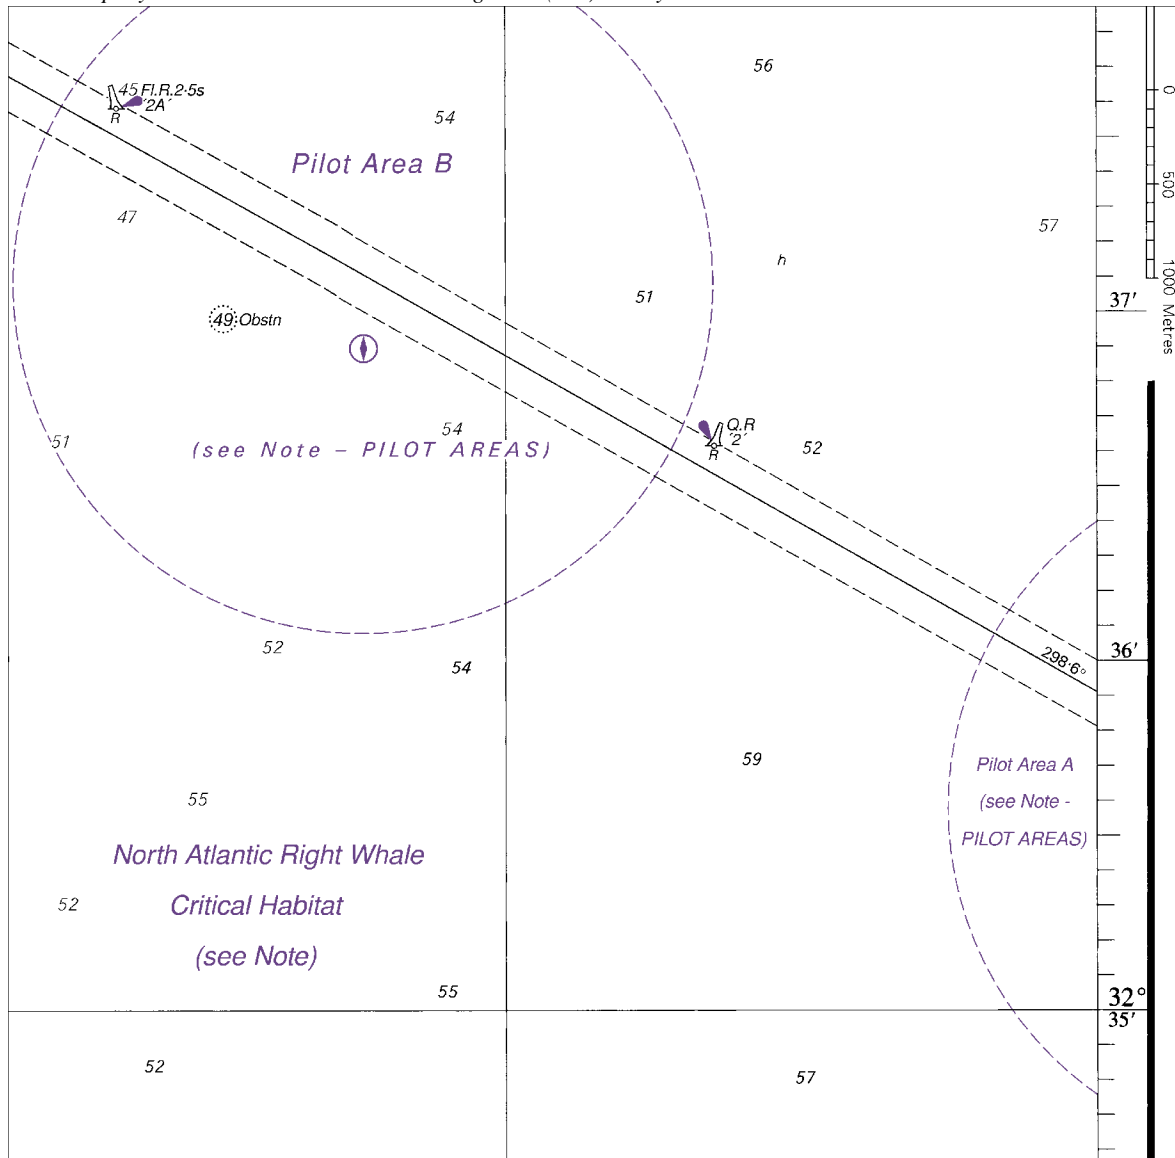 56
45 Fl.R.2·5s
'2A'
R
54
0
Pilot Area B
500
47
57
h
51
1000 Metres
37'
49 Obstn
Q.R
'2'
R
54
51
52
(see Note – PILOT AREAS)
52
54
298·6°
36'
59
Pilot Area A
(see Note -
PILOT AREAS)
55
North Atlantic Right Whale
Critical Habitat
(see Note)
52
55
32°
35'
52
57